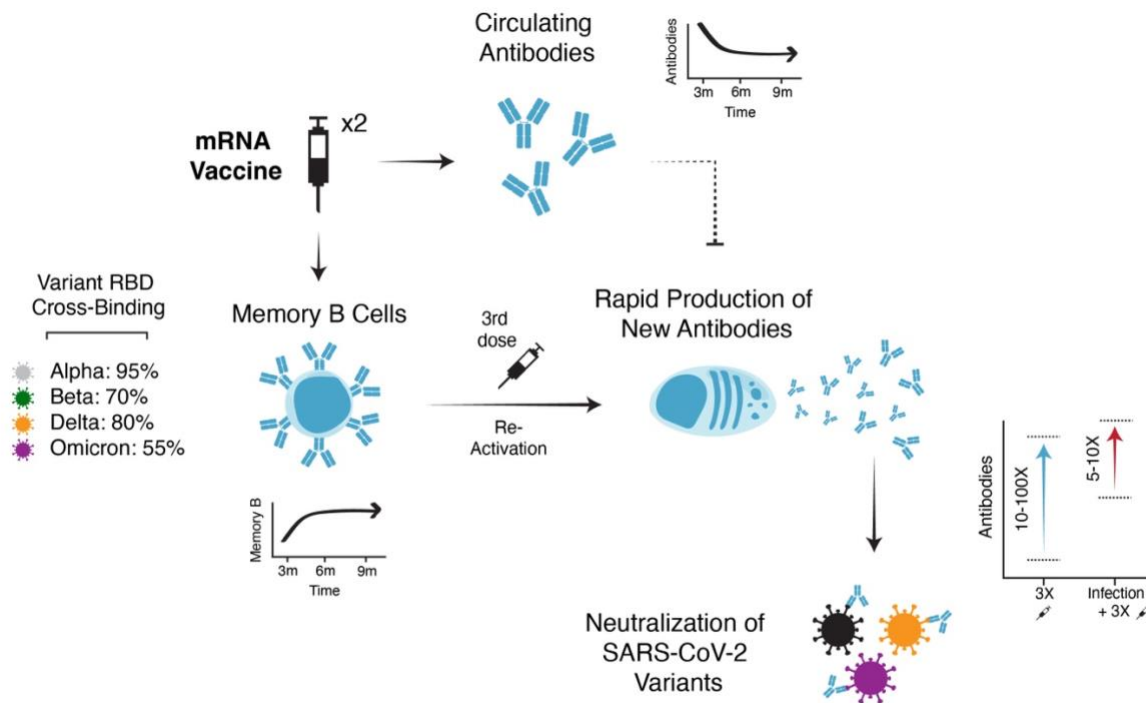 Circulating
Antibodies
Antibodies
3m 6m 9m
Time
mRNA
Vaccine
x2
Variant RBD
Cross-Binding
Alpha: 95%
Beta: 70%
Delta: 80%
Omicron: 55%
Memory B Cells
3rd
dose
Re-
Activation
Rapid Production of
New Antibodies
Memory B
3m 6m 9m
Time
Antibodies
10-100X
5-10X
3X
Infection
+ 3X
Neutralization of
SARS-CoV-2
Variants